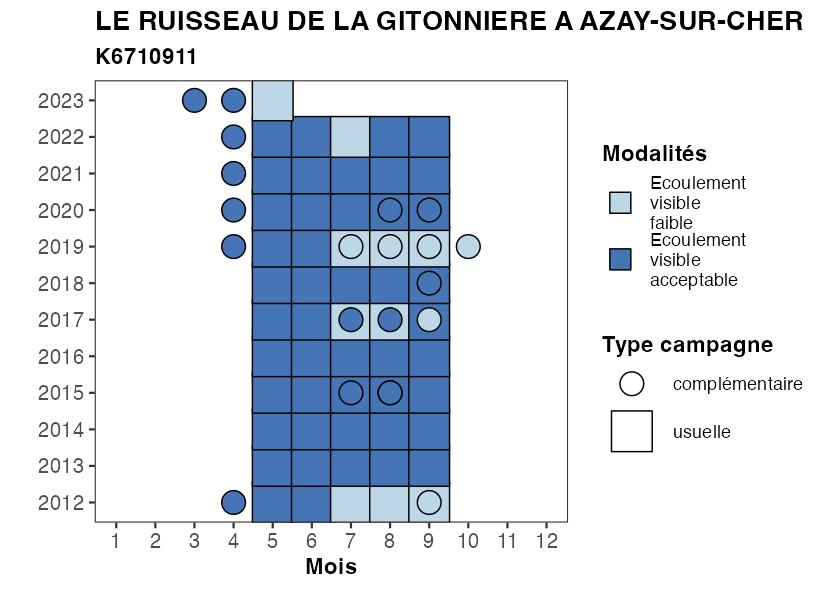 LE RUISSEAU DE LA GITONNIERE A AZAY-SUR-CHER
K6710911
2023
2022
2021
2020
2019
2018
2017
2016
2015
2014
2013
2012
1 2 3 4 5 6 7 8 9 10 11 12
Mois
Modalités
Ecoulement
visible
faible
Ecoulement
visible
acceptable
Type campagne
complémentaire
usuelle